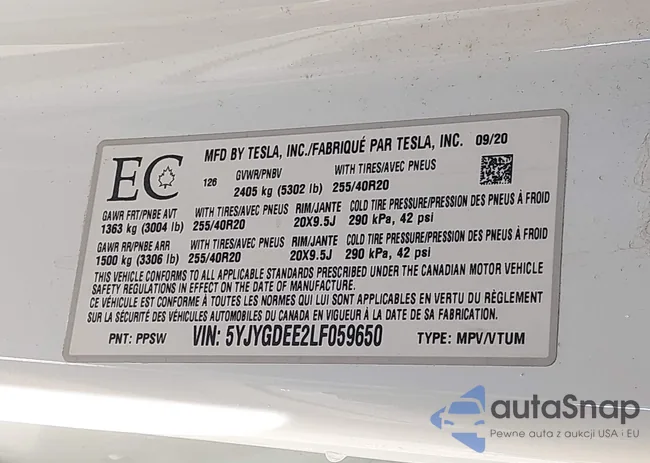 MFD BY TESLA, INC./FABRIQUÉ PAR TESLA, INC. 09/20
EC
126
GVWR/PNBV WITH TIRES/AVEC PNEUS
2405 kg (5302 lb) 255/40R20
GAWR FRT/PNBE AVT WITH TIRES/AVEC PNEUS RIM/JANTE COLD TIRE PRESSURE/PRESSION DES PNEUS À FROID
1363 kg (3004 lb) 255/40R20 20X9.5J 290 kPa, 42 psi
GAWR RR/PNBE ARR WITH TIRES/AVEC PNEUS RIM/JANTE COLD TIRE PRESSURE/PRESSION DES PNEUS À FROID
1500 kg (3306 lb) 255/40R20 20X9.5J 290 kPa, 42 psi
THIS VEHICLE CONFORMS TO ALL APPLICABLE STANDARDS PRESCRIBED UNDER THE CANADIAN MOTOR VEHICLE
SAFETY REGULATIONS IN EFFECT ON THE DATE OF MANUFACTURE.
CE VÉHICULE EST CONFORME À TOUTES LES NORMES QUI LUI SONT APPLICABLES EN VERTU DU RÈGLEMENT
SUR LA SÉCURITÉ DES VÉHICULES AUTOMOBILES DU CANADA EN VIGUEUR À LA DATE DE SA FABRICATION.
PNT: PPSW VIN: 5YJYGDEE2LF059650 TYPE: MPV/VTUM
autaSnap
Pewne auta z aukcji USA i EU